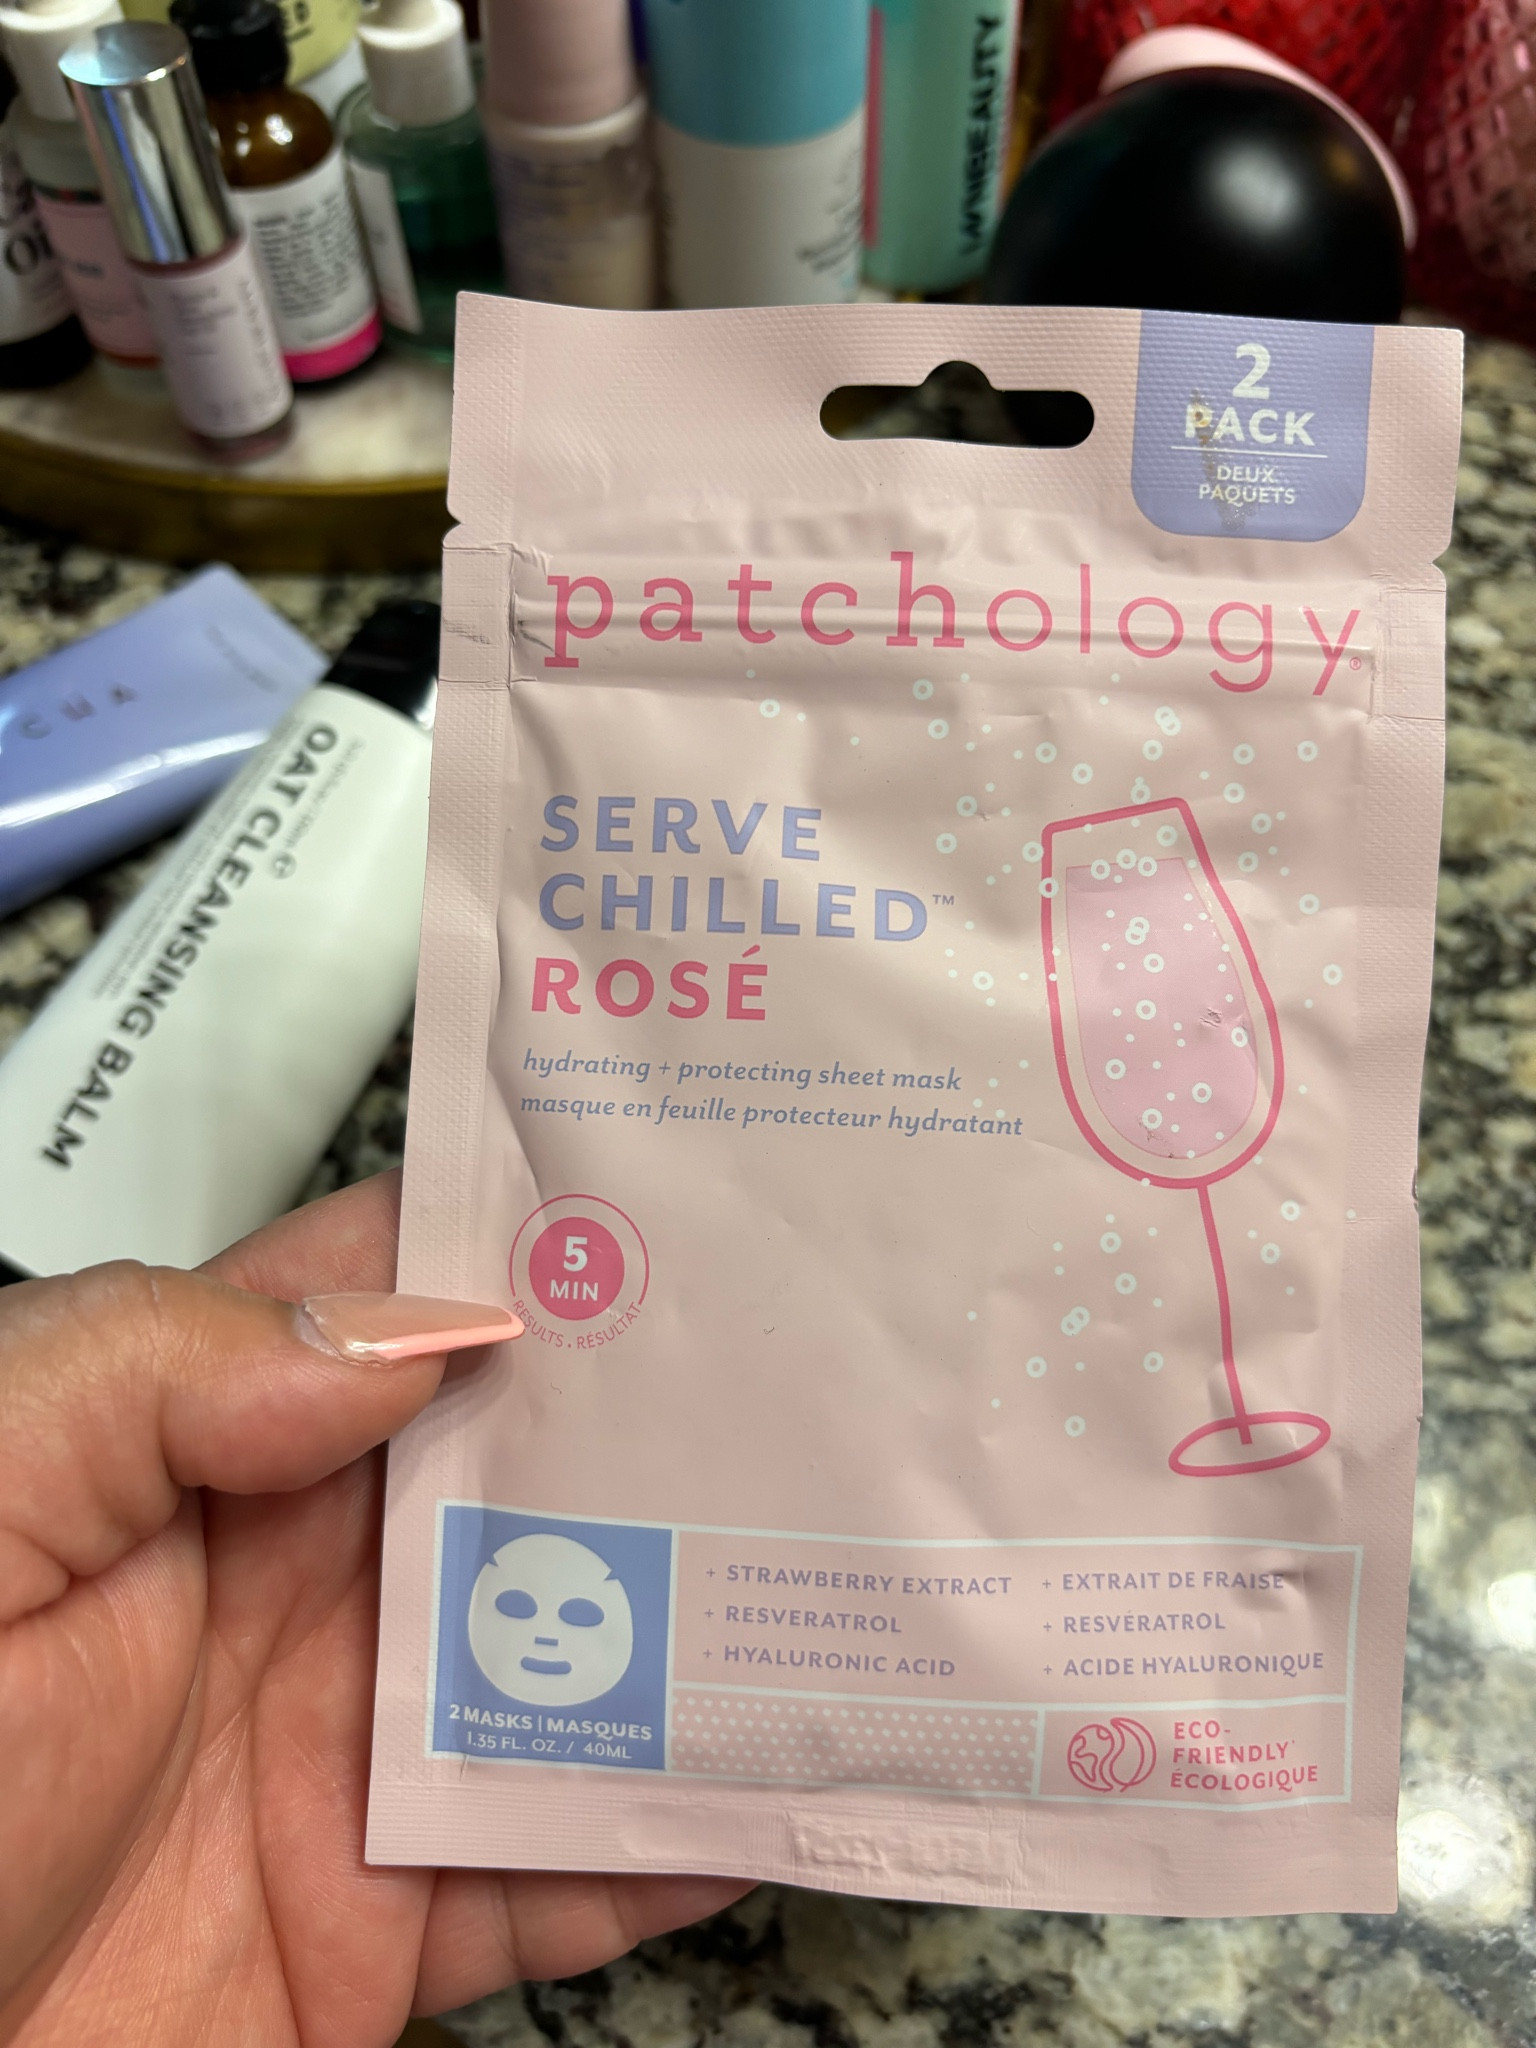 2
PACK
DEUX
PAQUETS
patchology®
SERVE
CHILLED™
ROSÉ
hydrating + protecting sheet mask
masque en feuille protecteur hydratant
5
MIN
RESULTS . RÉSULTAT
+ STRAWBERRY EXTRACT
+ RESVERATROL
+ HYALURONIC ACID
+ EXTRAIT DE FRAISE
+ RESVÉRATROL
+ ACIDE HYALURONIQUE
2 MASKS | MASQUES
1.35 FL. OZ. / 40ML
ECO-
FRIENDLY
ÉCOLOGIQUE
OAT CLEANSING BALM
CHA